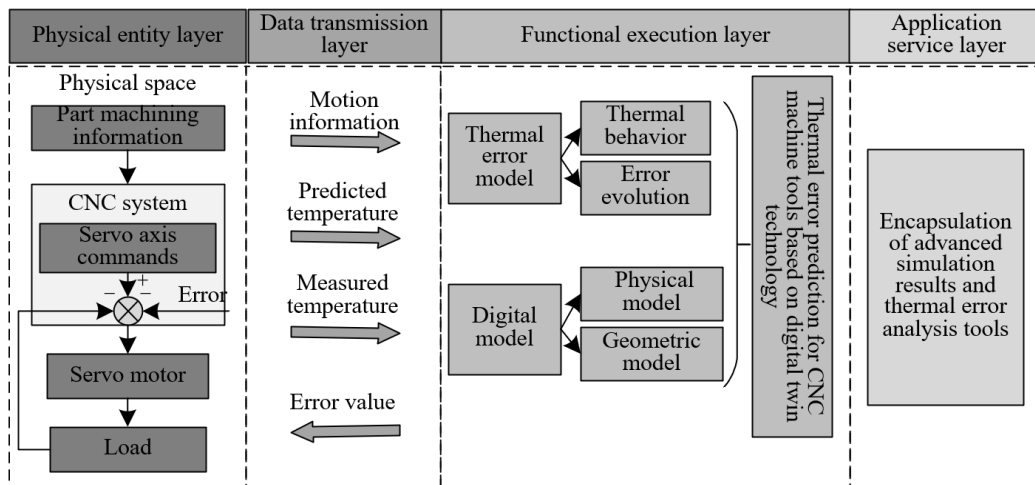 Physical entity layer
Data transmission
layer
Functional execution layer
Application
service layer
Physical space
Part machining
information
CNC system
Servo axis
commands
+
− −
Error
Servo motor
Load
Motion
information
Predicted
temperature
Measured
temperature
Error value
Thermal
error
model
Thermal
behavior
Error
evolution
Digital
model
Physical
model
Geometric
model
Thermal error prediction for CNC
machine tools based on digital twin
technology
Encapsulation
of advanced
simulation
results and
thermal error
analysis tools